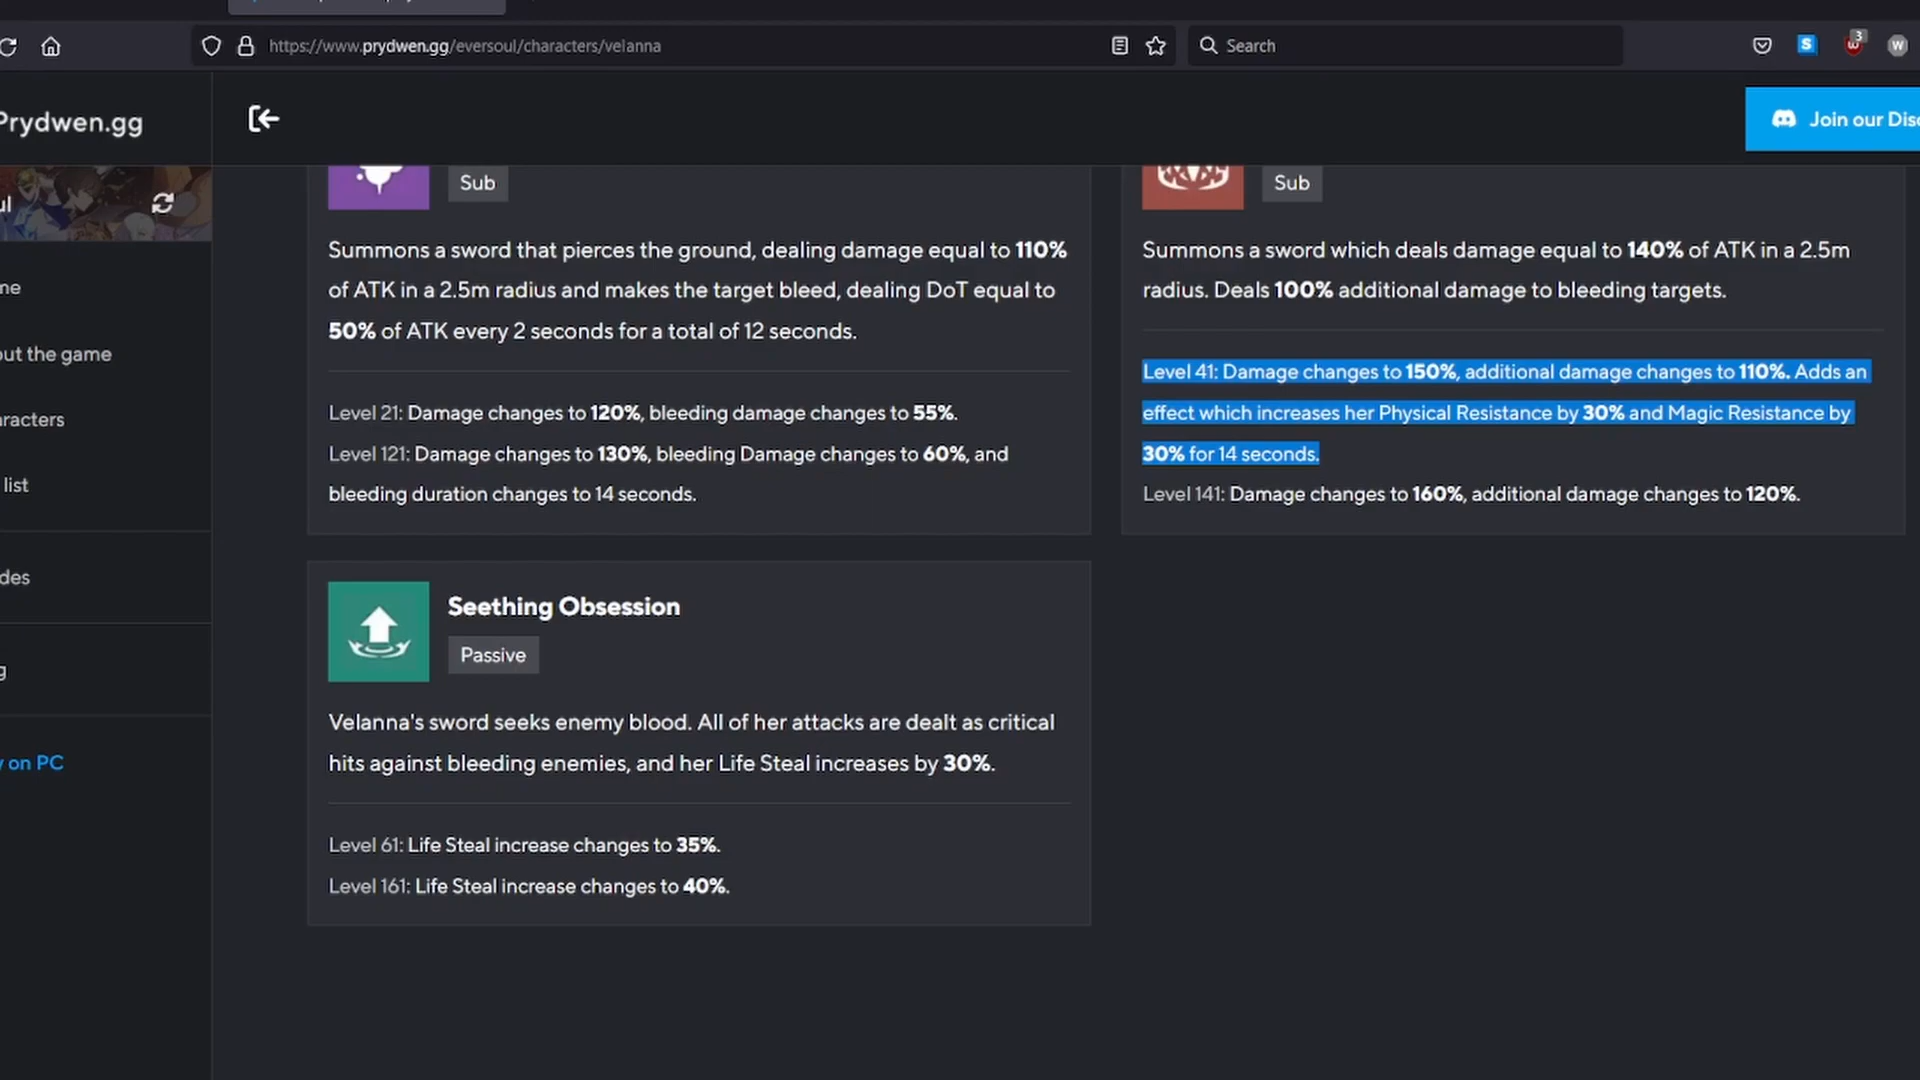 https://www.prydwen.gg/eversoul/characters/velanna
Search
S
3
W
Prydwen.gg
Join our Disc
ul
me
out the game
aracters
list
des
g
y on PC
Sub
Summons a sword that pierces the ground, dealing damage equal to 110%
of ATK in a 2.5m radius and makes the target bleed, dealing DoT equal to
50% of ATK every 2 seconds for a total of 12 seconds.
Level 21: Damage changes to 120%, bleeding damage changes to 55%.
Level 121: Damage changes to 130%, bleeding Damage changes to 60%, and
bleeding duration changes to 14 seconds.
Sub
Summons a sword which deals damage equal to 140% of ATK in a 2.5m
radius. Deals 100% additional damage to bleeding targets.
Level 41: Damage changes to 150%, additional damage changes to 110%. Adds an
effect which increases her Physical Resistance by 30% and Magic Resistance by
30% for 14 seconds.
Level 141: Damage changes to 160%, additional damage changes to 120%.
Seething Obsession
Passive
Velanna's sword seeks enemy blood. All of her attacks are dealt as critical
hits against bleeding enemies, and her Life Steal increases by 30%.
Level 61: Life Steal increase changes to 35%.
Level 161: Life Steal increase changes to 40%.